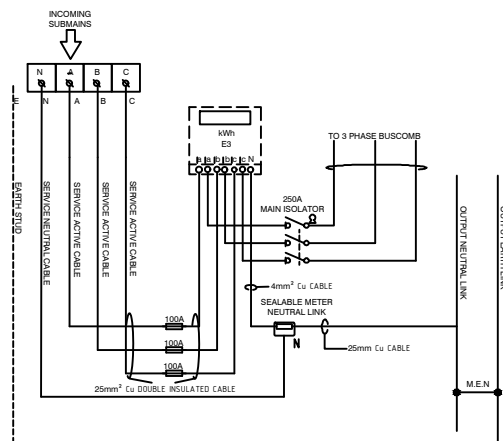 INCOMING
SUBMAINS
N A B C
E N A B C
kWh
E3
a a b b c c N
TO 3 PHASE BUSCOMB
250A
MAIN ISOLATOR
EARTH STUD
SERVICE NEUTRAL CABLE
SERVICE ACTIVE CABLE
SERVICE ACTIVE CABLE
SERVICE ACTIVE CABLE
OUTPUT NEUTRAL LINK
4mm² Cu CABLE
SEALABLE METER
NEUTRAL LINK
N
100A
100A
100A
25mm CABLE
25mm² Cu DOUBLE INSULATED CABLE
M.E.N